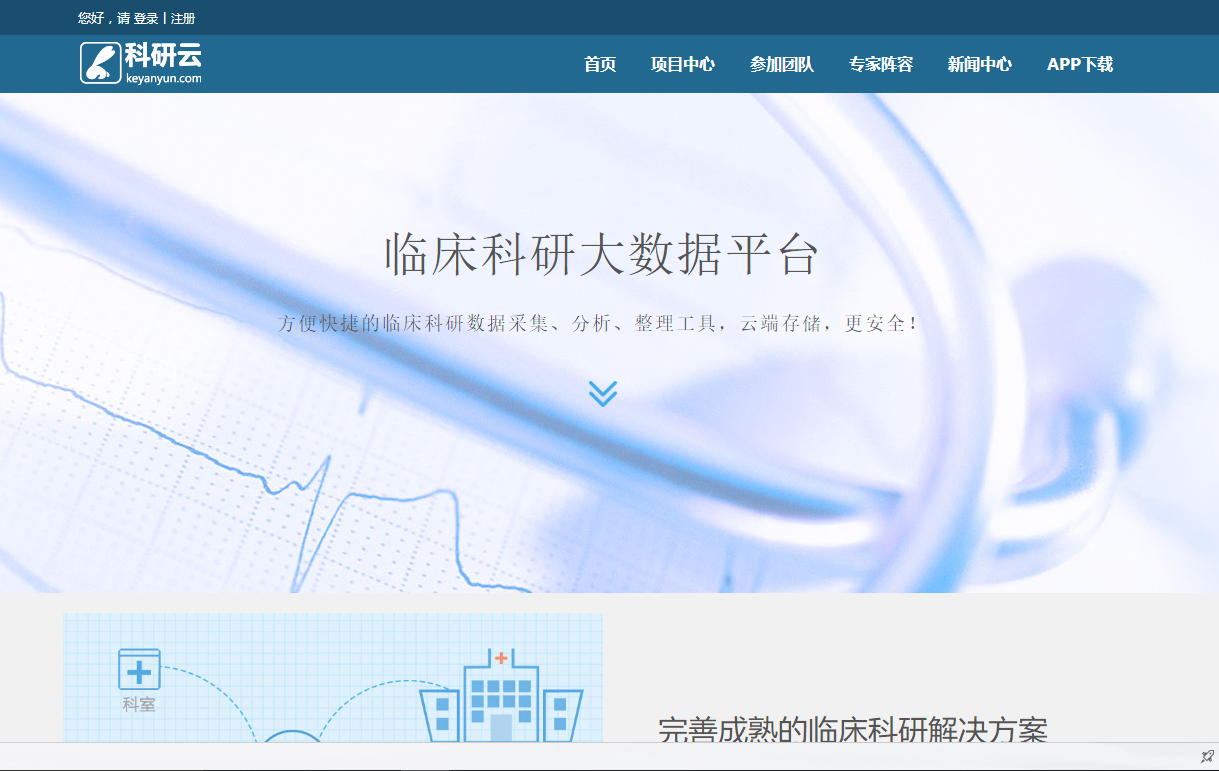 您好，请 登录 | 注册
科研云
keyanyun.com
首页 项目中心 参加团队 专家阵容 新闻中心 APP下载
临床科研大数据平台
方便快捷的临床科研数据采集、分析、整理工具，云端存储，更安全！
科室
完善成熟的临床科研解决方案